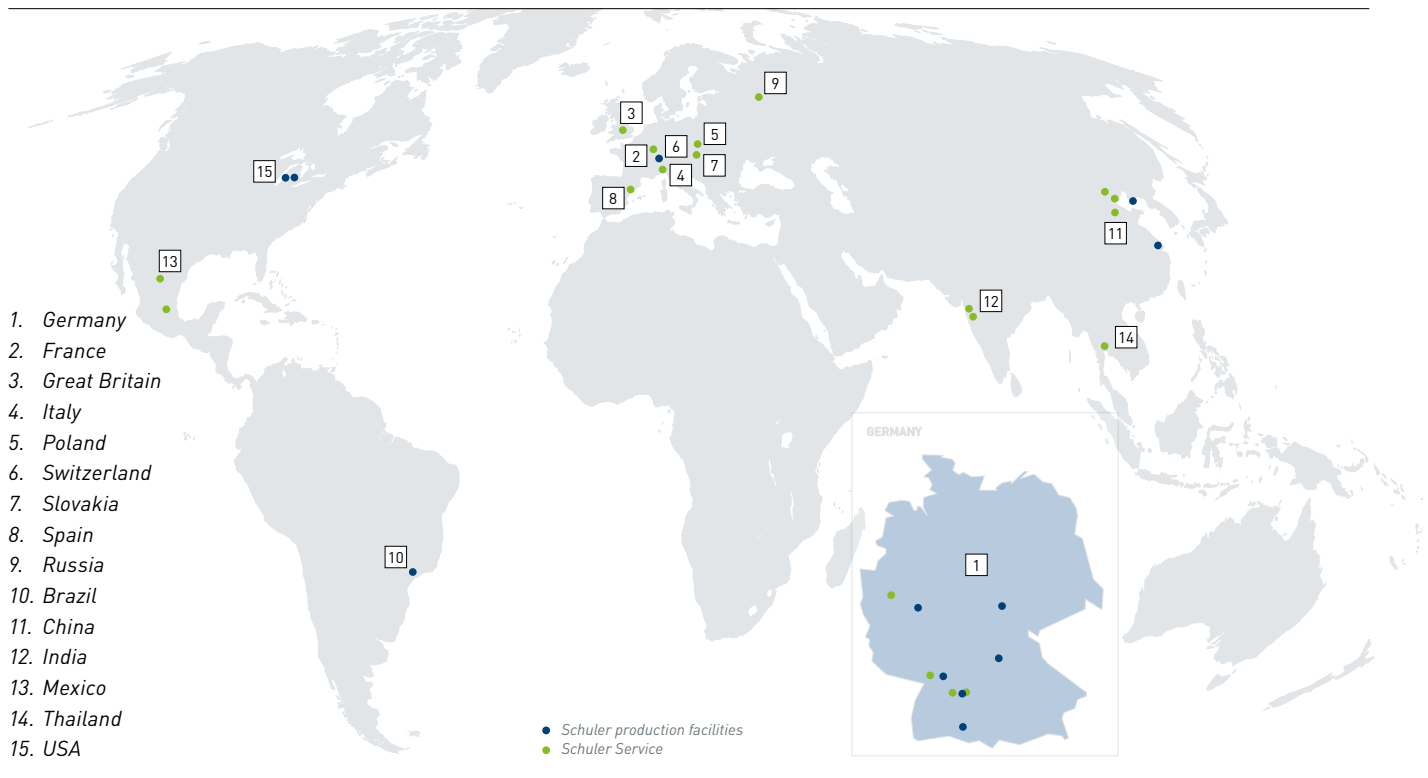 9
3
5
6
2
15
7
4
8
11
13
12
1. Germany
14
2. France
3. Great Britain
4. Italy
GERMANY
5. Poland
6. Switzerland
7. Slovakia
8. Spain
10
1
9. Russia
10. Brazil
11. China
12. India
13. Mexico
14. Thailand
Schuler production facilities
15. USA
Schuler Service